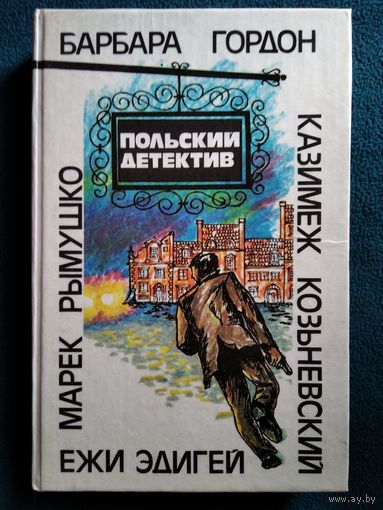 БАРБАРА ГОРДОН
ПОЛЬСКИЙ
ДЕТЕКТИВ
КАЗИМЕЖ КОЗЬНЕВСКИЙ
МАРЕК РЫМУШКО
ЕЖИ ЭДИГЕЙ
www.ay.by